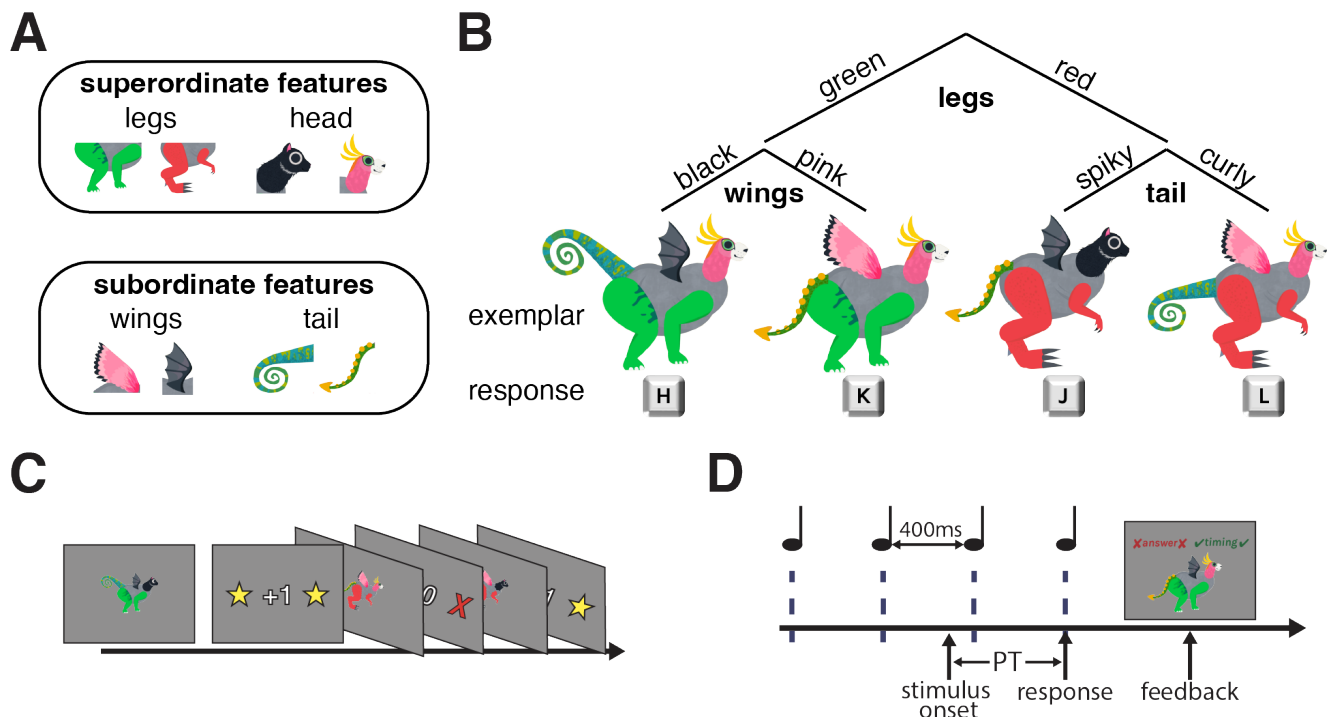 A
superordinate features
legs head
subordinate features
wings tail
B
green red
legs
black pink spiky curly
wings tail
exemplar
response H K J L
C
+1
0
D
400ms
✘answer✘ ✔timing✔
PT
stimulus
onset
response
feedback